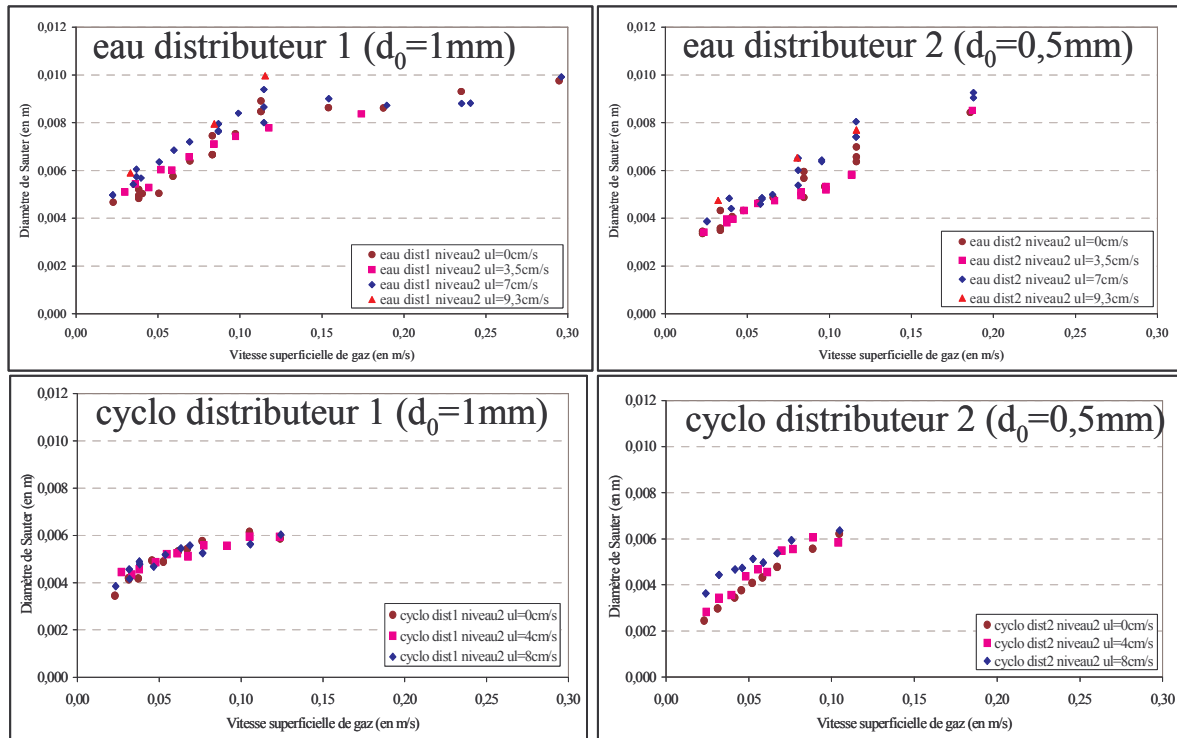 eau distributeur 1 (d0=1mm)
Diamètre de Sauter (en m)
0,012
0,010
0,008
0,006
0,004
0,002
0,000
eau dist1 niveau2 ul=0cm/s
eau dist1 niveau2 ul=3,5cm/s
eau dist1 niveau2 ul=7cm/s
eau dist1 niveau2 ul=9,3cm/s
0,00 0,05 0,10 0,15 0,20 0,25 0,30
Vitesse superficielle de gaz (en m/s)
eau distributeur 2 (d0=0,5mm)
Diamètre de Sauter (en m)
0,012
0,010
0,008
0,006
0,004
0,002
0,000
eau dist2 niveau2 ul=0cm/s
eau dist2 niveau2 ul=3,5cm/s
eau dist2 niveau2 ul=7cm/s
eau dist2 niveau2 ul=9,3cm/s
0,00 0,05 0,10 0,15 0,20 0,25 0,30
Vitesse superficielle de gaz (en m/s)
cyclo distributeur 1 (d0=1mm)
Diamètre de Sauter (en m)
0,012
0,010
0,008
0,006
0,004
0,002
0,000
cyclo dist1 niveau2 ul=0cm/s
cyclo dist1 niveau2 ul=4cm/s
cyclo dist1 niveau2 ul=8cm/s
0,00 0,05 0,10 0,15 0,20 0,25 0,30
Vitesse superficielle de gaz (en m/s)
cyclo distributeur 2 (d0=0,5mm)
Diamètre de Sauter (en m)
0,012
0,010
0,008
0,006
0,004
0,002
0,000
cyclo dist2 niveau2 ul=0cm/s
cyclo dist2 niveau2 ul=4cm/s
cyclo dist2 niveau2 ul=8cm/s
0,00 0,05 0,10 0,15 0,20 0,25 0,30
Vitesse superficielle de gaz (en m/s)